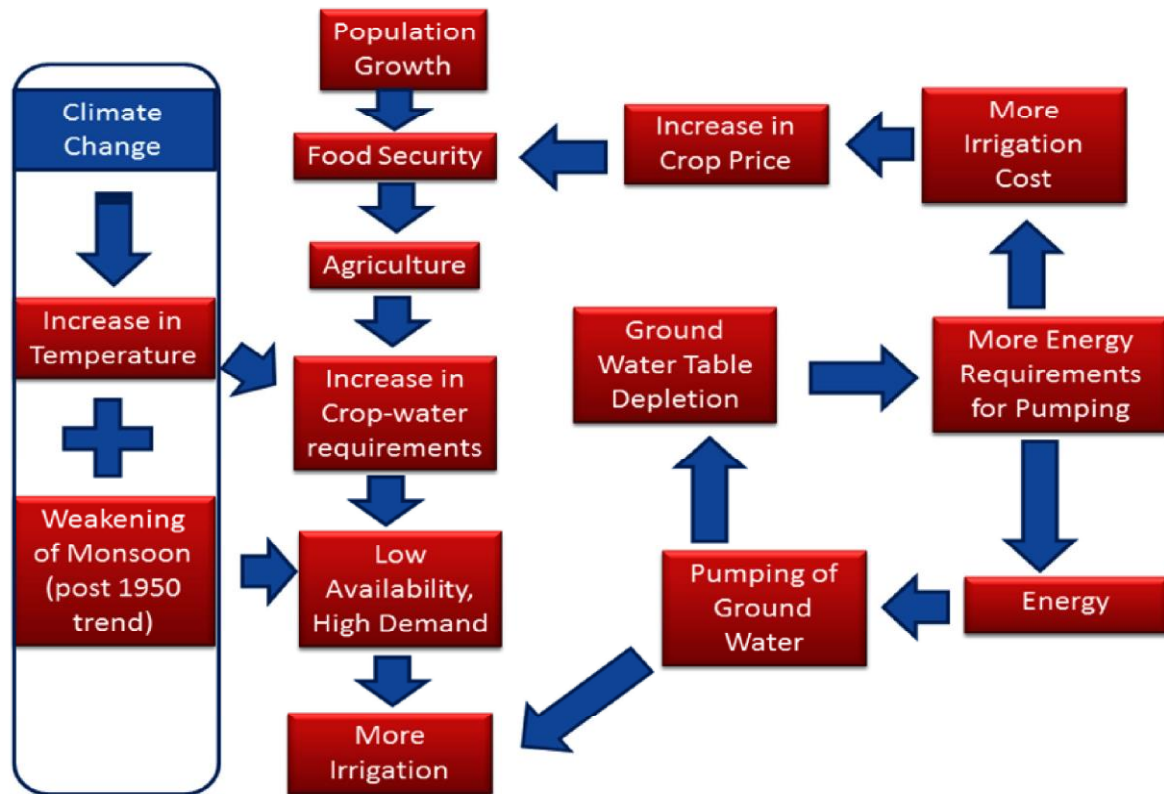 Population
Growth
Climate
Change
Food Security
Increase in
Crop Price
More
Irrigation
Cost
Agriculture
Increase in
Temperature
Increase in
Crop-water
requirements
Ground
Water Table
Depletion
More Energy
Requirements
for Pumping
Weakening
of Monsoon
(post 1950
trend)
Low
Availability,
High Demand
Pumping of
Ground
Water
Energy
More
Irrigation